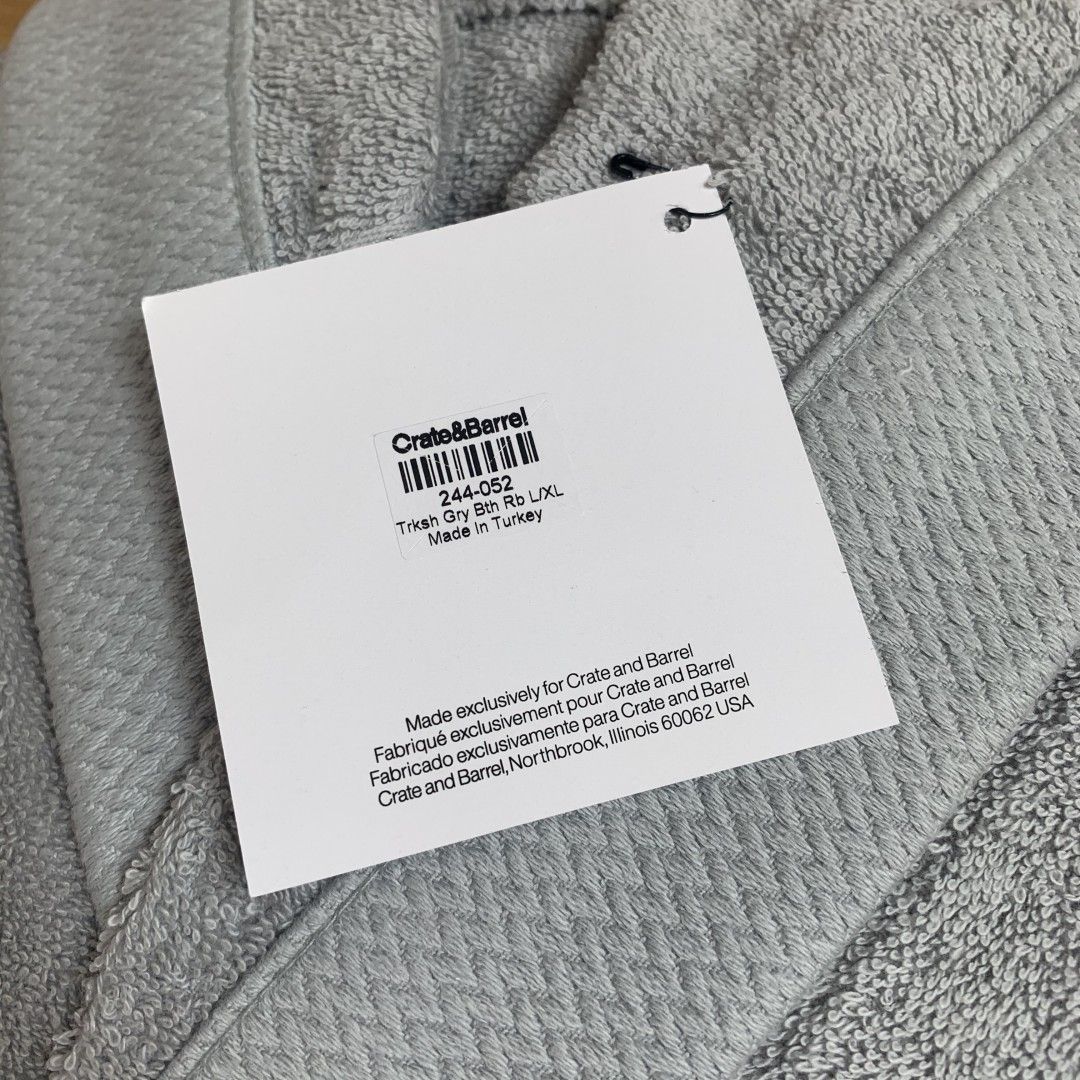 Crate&Barrel
244-052
Trksh Gry Bth Rb L/XL
Made In Turkey
Made exclusively for Crate and Barrel
Fabriqué exclusivement pour Crate and Barrel
Fabricado exclusivamente para Crate and Barrel
Crate and Barrel, Northbrook, Illinois 60062 USA